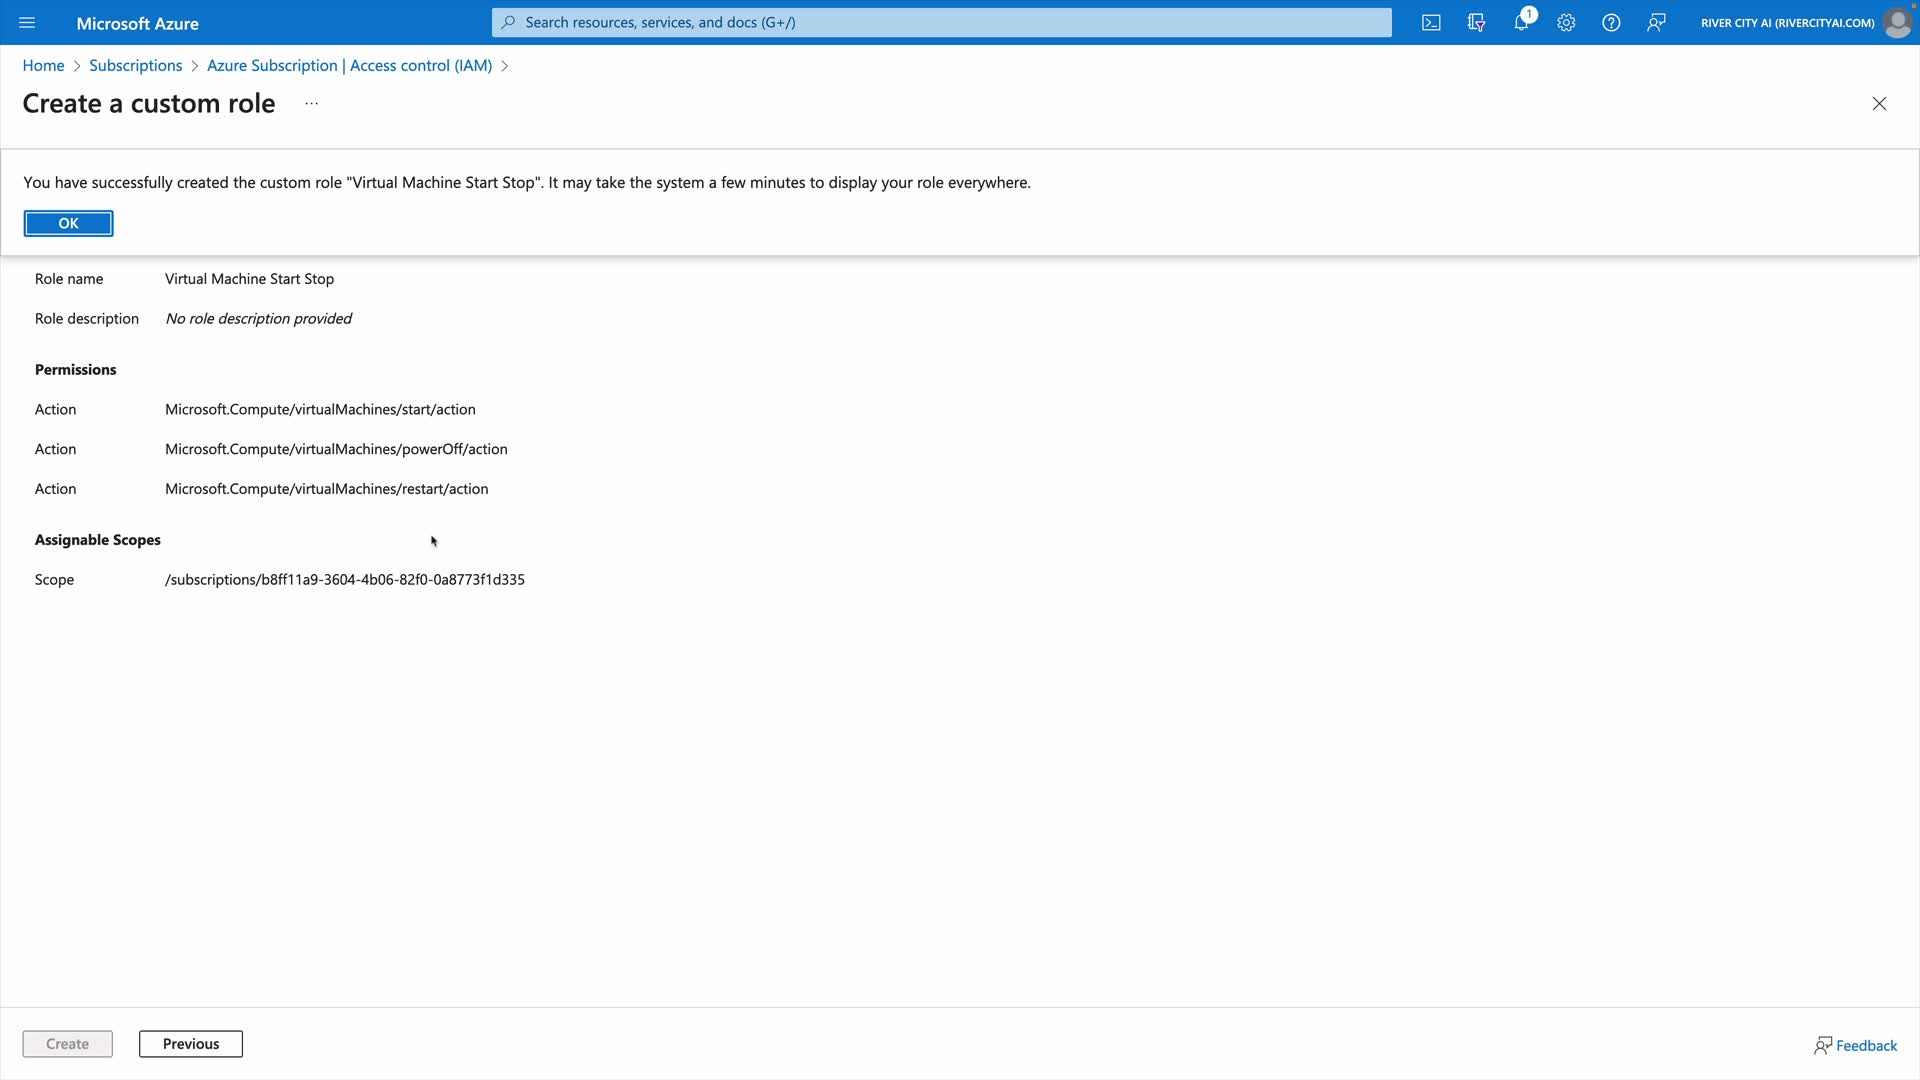 Microsoft Azure
Search resources, services, and docs (G+/)
1
RIVER CITY AI (RIVERCITYAI.COM)
Home > Subscriptions > Azure Subscription | Access control (IAM) >
Create a custom role ...
You have successfully created the custom role "Virtual Machine Start Stop". It may take the system a few minutes to display your role everywhere.
OK
Role name Virtual Machine Start Stop
Role description No role description provided
Permissions
Action Microsoft.Compute/virtualMachines/start/action
Action Microsoft.Compute/virtualMachines/powerOff/action
Action Microsoft.Compute/virtualMachines/restart/action
Assignable Scopes
Scope /subscriptions/b8ff11a9-3604-4b06-82f0-0a8773f1d335
Create
Previous
Feedback